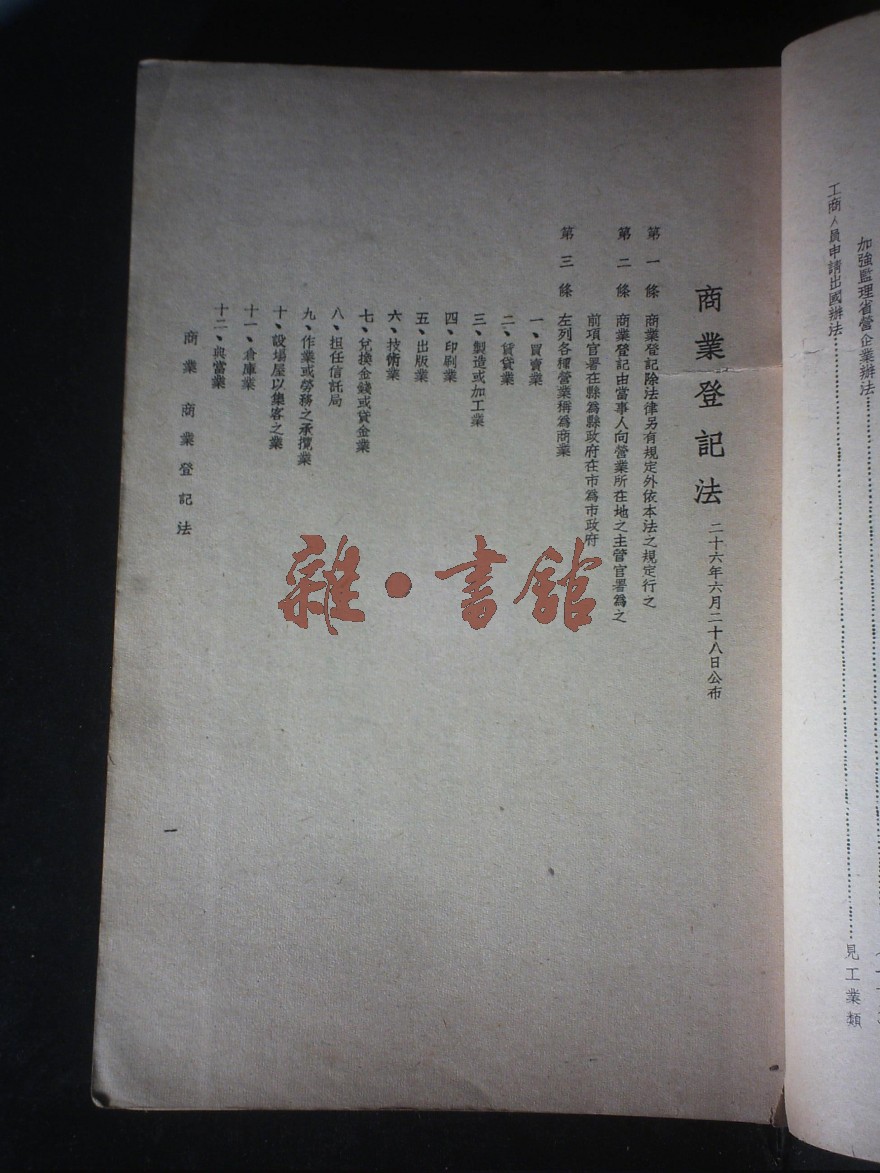 加強監理省營企業辦法
工商人員申請出國辦法
見工業類
商業登記法 二十六年六月二十八日公布
第一條 商業登記除法律另有規定外依本法之規定行之
第二條 商業登記由當事人向營業所在地之主管官署為之
前項官署在縣為縣政府在市為市政府
第三條 左列各種營業稱為商業
一、買賣業
二、賃貸業
三、製造或加工業
四、印刷業
五、出版業
六、技術業
七、兌換金錢或貸金業
八、担任信託局
九、作業或勞務之承攬業
十、設場屋以集客之業
十一、倉庫業
十二、典當業
商業 商業登記法
一
雜·書館